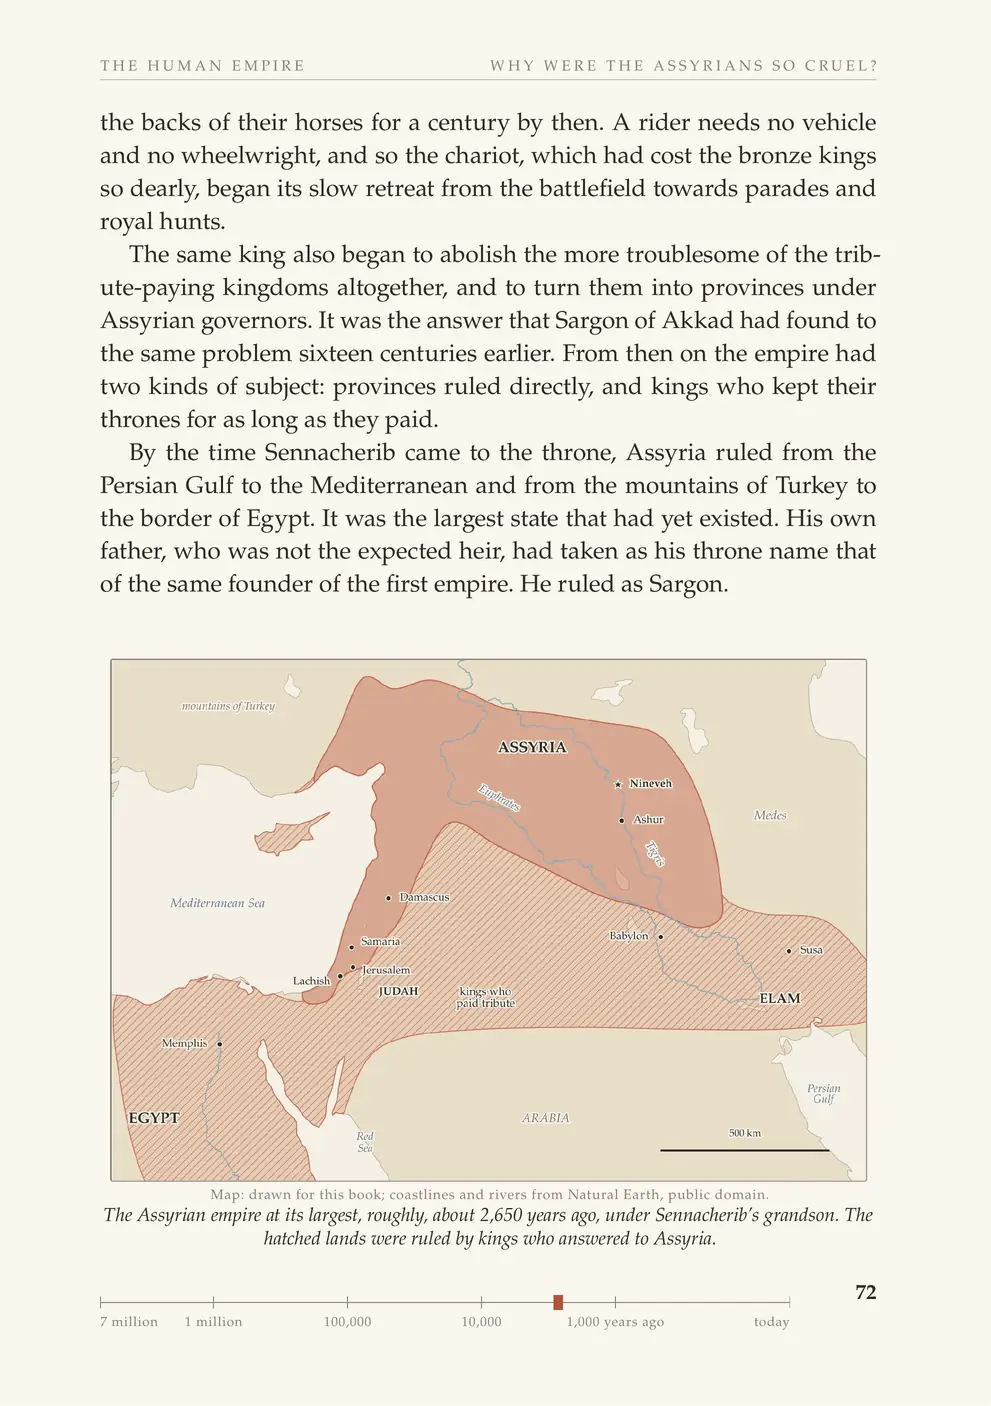 THE HUMAN EMPIRE
WHY WERE THE ASSYRIANS SO CRUEL?
the backs of their horses for a century by then. A rider needs no vehicle
and no wheelwright, and so the chariot, which had cost the bronze kings
so dearly, began its slow retreat from the battlefield towards parades and
royal hunts.
The same king also began to abolish the more troublesome of the trib-
ute-paying kingdoms altogether, and to turn them into provinces under
Assyrian governors. It was the answer that Sargon of Akkad had found to
the same problem sixteen centuries earlier. From then on the empire had
two kinds of subject: provinces ruled directly, and kings who kept their
thrones for as long as they paid.
By the time Sennacherib came to the throne, Assyria ruled from the
Persian Gulf to the Mediterranean and from the mountains of Turkey to
the border of Egypt. It was the largest state that had yet existed. His own
father, who was not the expected heir, had taken as his throne name that
of the same founder of the first empire. He ruled as Sargon.
mountains of Turkey
ASSYRIA
Nineveh
Euphrates
Ashur
Medes
Tigris
Mediterranean Sea
Damascus
Samaria
Babylon
Susa
Jerusalem
Lachish
JUDAH
kings who
paid tribute
ELAM
Memphis
EGYPT
Persian
Gulf
ARABIA
Red
Sea
500 km
Map: drawn for this book; coastlines and rivers from Natural Earth, public domain.
The Assyrian empire at its largest, roughly, about 2,650 years ago, under Sennacherib's grandson. The
hatched lands were ruled by kings who answered to Assyria.
72
7 million
1 million
100,000
10,000
1,000 years ago
today